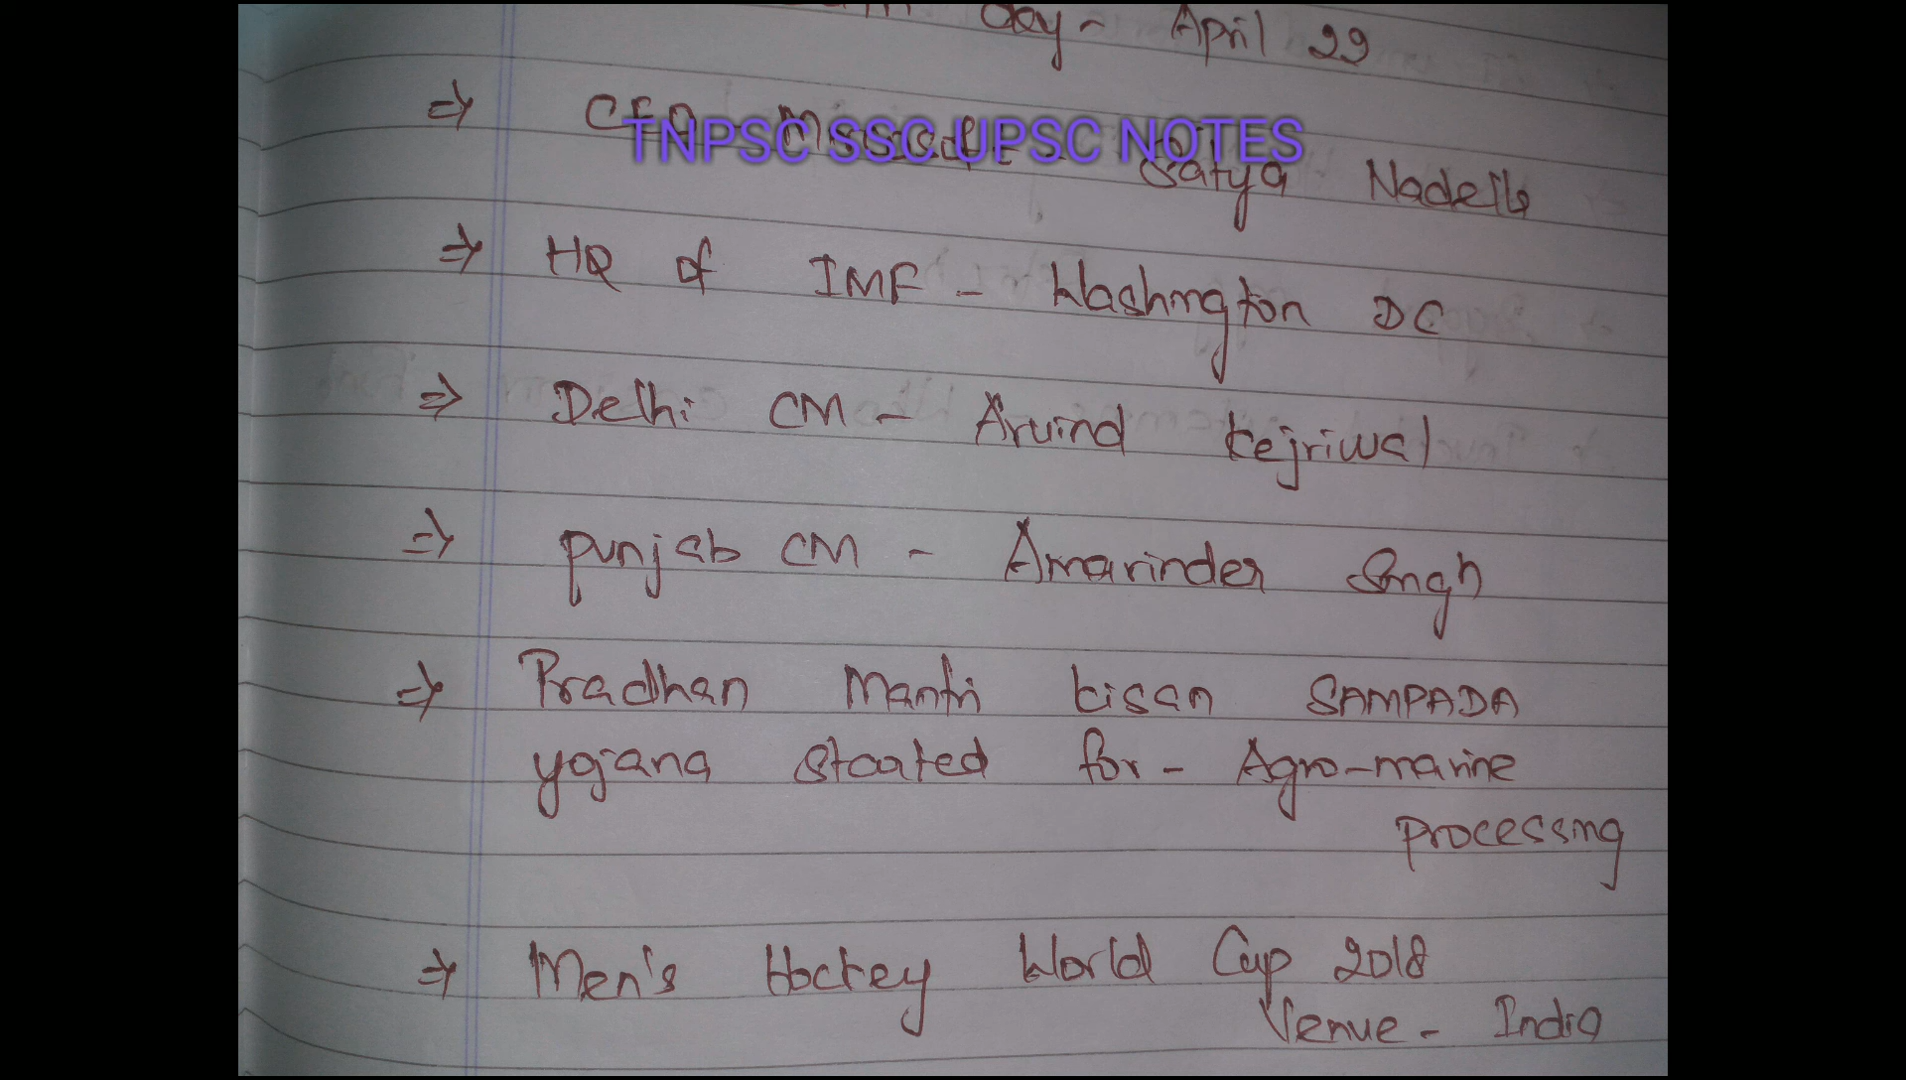 day - April 29
⇒ CEO - Microsoft - Satya Nadella
TNPSC SSC UPSC NOTES
⇒ HQ of IMF - Washington DC
⇒ Delhi CM - Arvind Kejriwal
⇒ Punjab CM - Amarinder Singh
⇒ Pradhan Mantri Kisan SAMPADA
yojana started for - Agro-marine
processing
⇒ Men's Hockey World Cup 2018
Venue - India